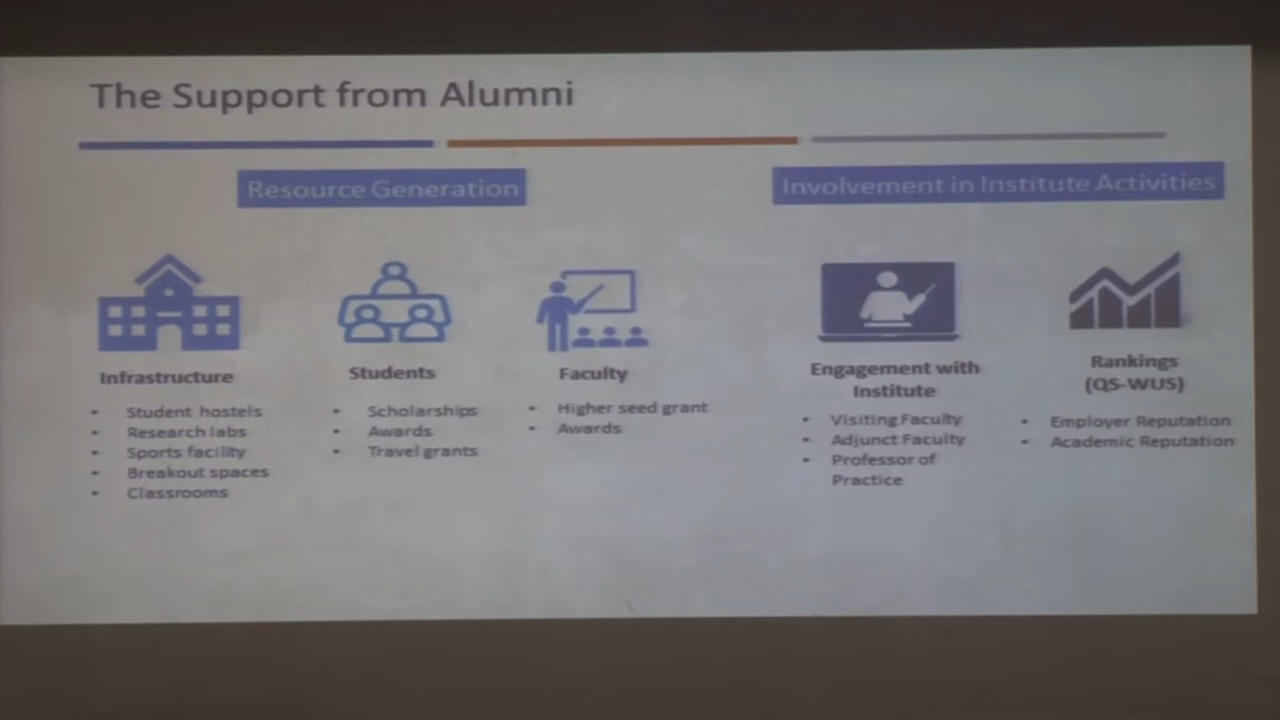 The Support from Alumni
Resource Generation
Involvement in Institute Activities
Infrastructure
• Student hostels
• Research labs
• Sports facility
• Breakout spaces
• Classrooms
Students
• Scholarships
• Awards
• Travel grants
Faculty
• Higher seed grant
• Awards
Engagement with
Institute
• Visiting Faculty
• Adjunct Faculty
• Professor of
Practice
Rankings
(QS-WUS)
• Employer Reputation
• Academic Reputation